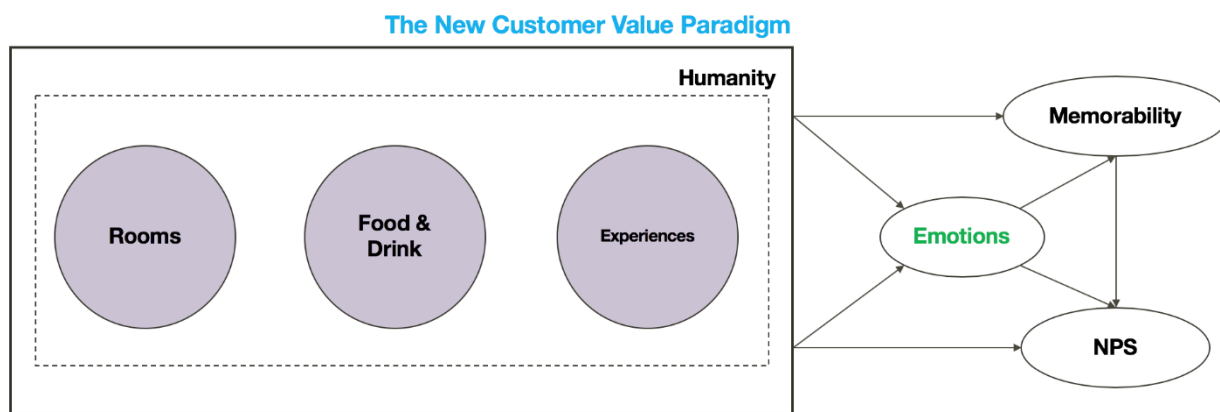 The New Customer Value Paradigm
Humanity
Memorability
Rooms
Food &
Drink
Experiences
Emotions
NPS